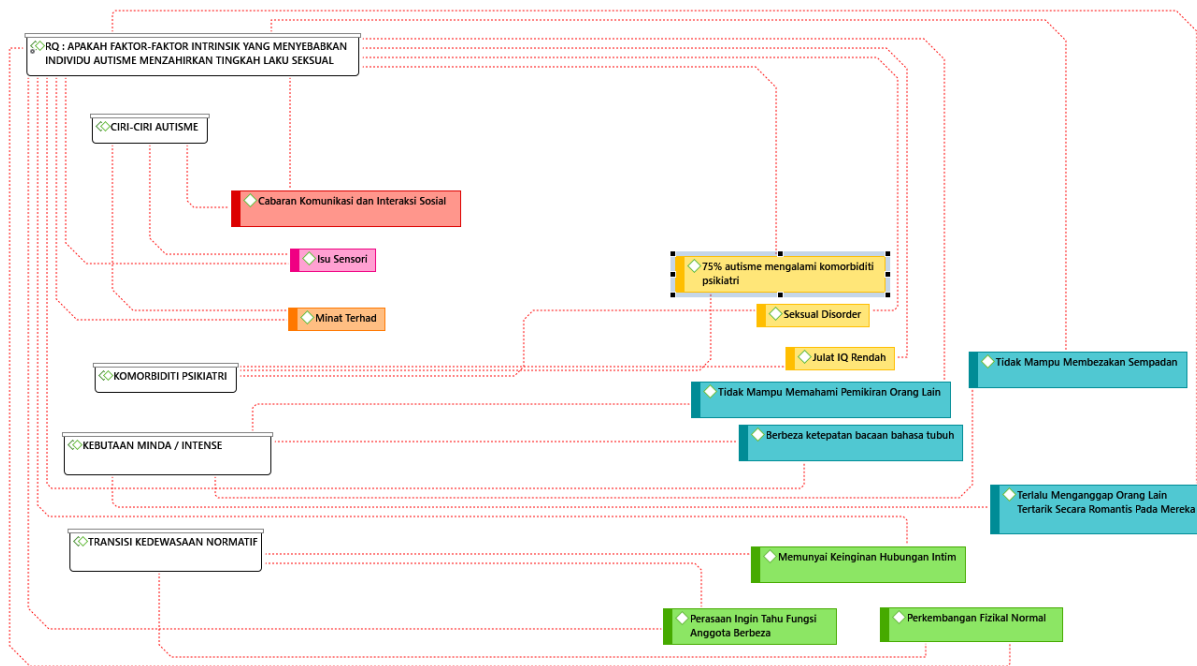 RQ : APAKAH FAKTOR-FAKTOR INTRINSIK YANG MENYEBABKAN
INDIVIDU AUTISME MENZAHIRKAN TINGKAH LAKU SEKSUAL
CIRI-CIRI AUTISME
Cabaran Komunikasi dan Interaksi Sosial
Isu Sensori
75% autisme mengalami komorbiditi
psikiatri
Minat Terhad
Seksual Disorder
Julat IQ Rendah
Tidak Mampu Membezakan Sempadan
KOMORBIDITI PSIKIATRI
Tidak Mampu Memahami Pemikiran Orang Lain
KEBUTAAN MINDA / INTENSE
Berbeza ketepatan bacaan bahasa tubuh
Terlalu Menganggap Orang Lain
Tertarik Secara Romantis Pada Mereka
TRANSISI KEDEWASAAN NORMATIF
Memunyai Keinginan Hubungan Intim
Perasaan Ingin Tahu Fungsi
Anggota Berbeza
Perkembangan Fizikal Normal